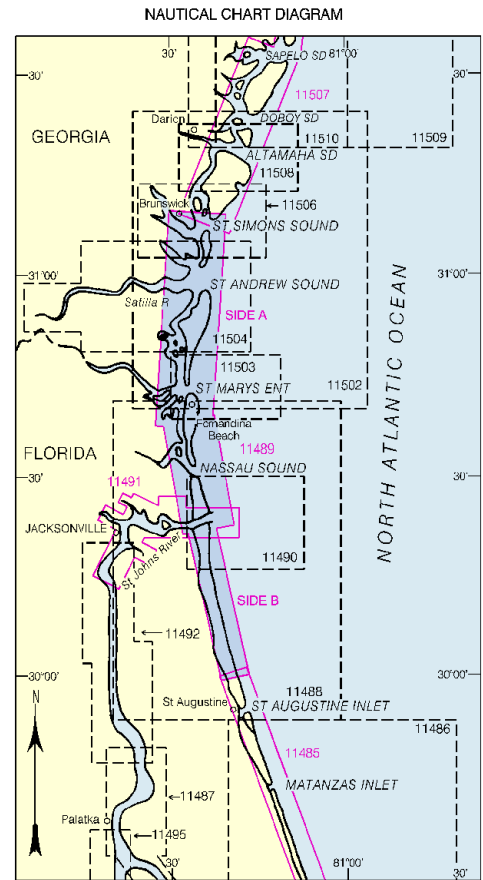 NAUTICAL CHART DIAGRAM
30'
81°00'
SAPELO SD
30'
30'
11507
Darien
DOBOY SD
GEORGIA
11510
11509
ALTAMAHA SD
11508
Brunswick
11506
ST SIMONS SOUND
31°00'
31°00'
ST ANDREW SOUND
Satilla R
SIDE A
11504
11503
11502
ST MARYS ENT
Fernandina
Beach
FLORIDA
11489
NASSAU SOUND
30'
30'
11491
JACKSONVILLE
St Johns River
11490
NORTH ATLANTIC OCEAN
SIDE B
11492
30°00'
30°00'
N
11488
St Augustine
ST AUGUSTINE INLET
11486
11485
MATANZAS INLET
11487
Palatka
11495
30'
81°00'
30'